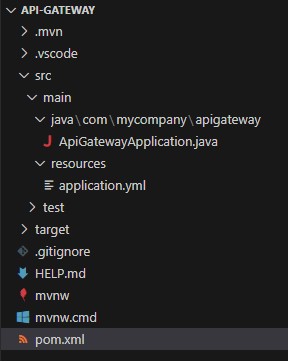 API-GATEWAY
.mvn
.vscode
src
main
java\com\mycompany\apigateway
ApiGatewayApplication.java
resources
application.yml
test
target
.gitignore
HELP.md
mvnw
mvnw.cmd
pom.xml